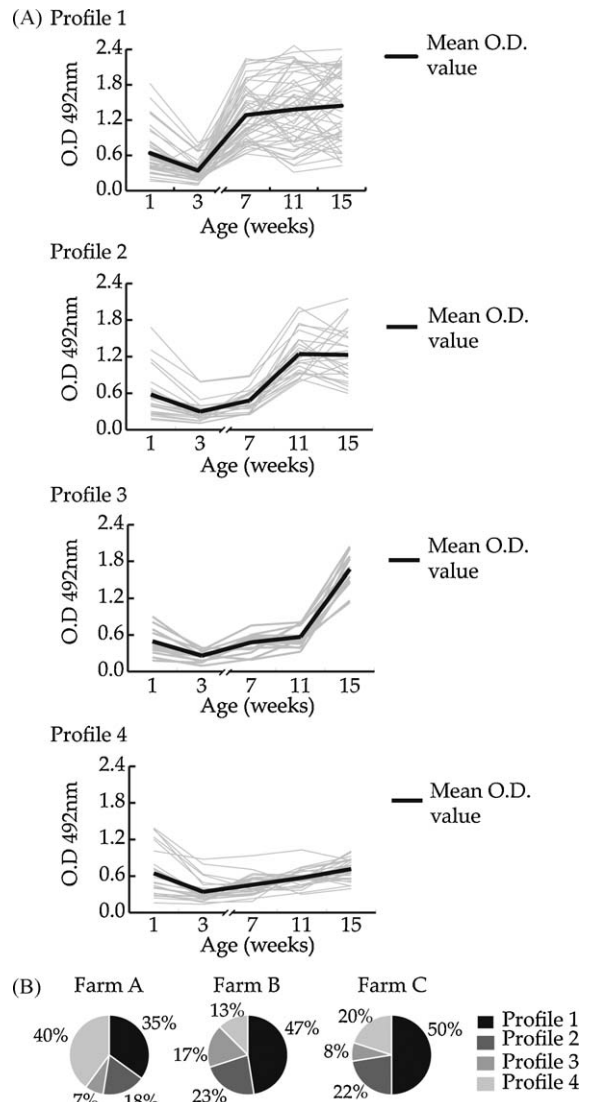 (A) Profile 1
2.4
1.8
1.2
0.6
0.0
O.D 492nm
1 3 7 11 15
Age (weeks)
Mean O.D.
value
Profile 2
2.4
1.8
1.2
0.6
0.0
O.D 492nm
1 3 7 11 15
Age (weeks)
Mean O.D.
value
Profile 3
2.4
1.8
1.2
0.6
0.0
O.D 492nm
1 3 7 11 15
Age (weeks)
Mean O.D.
value
Profile 4
2.4
1.8
1.2
0.6
0.0
O.D 492nm
1 3 7 11 15
Age (weeks)
Mean O.D.
value
(B) Farm A Farm B Farm C
40% 35% 7% 18%
13% 47% 17% 23%
20% 50% 8% 22%
Profile 1
Profile 2
Profile 3
Profile 4